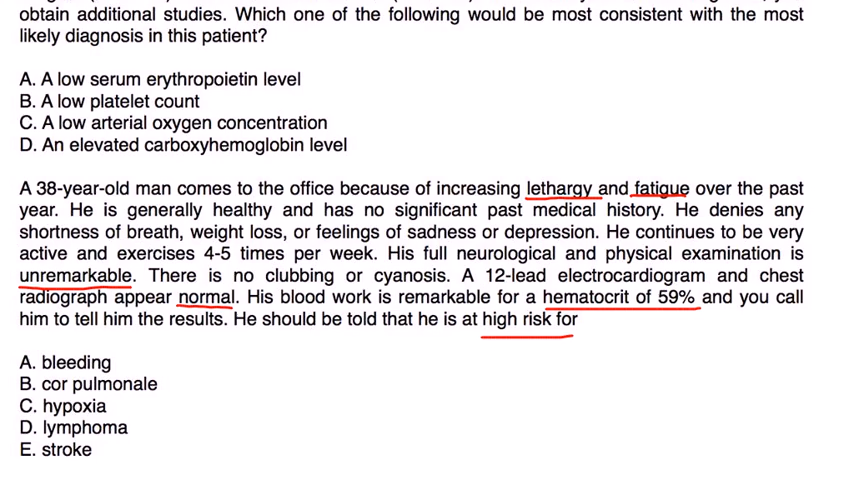 obtain additional studies. Which one of the following would be most consistent with the most
likely diagnosis in this patient?
A. A low serum erythropoietin level
B. A low platelet count
C. A low arterial oxygen concentration
D. An elevated carboxyhemoglobin level
A 38-year-old man comes to the office because of increasing lethargy and fatigue over the past
year. He is generally healthy and has no significant past medical history. He denies any
shortness of breath, weight loss, or feelings of sadness or depression. He continues to be very
active and exercises 4-5 times per week. His full neurological and physical examination is
unremarkable. There is no clubbing or cyanosis. A 12-lead electrocardiogram and chest
radiograph appear normal. His blood work is remarkable for a hematocrit of 59% and you call
him to tell him the results. He should be told that he is at high risk for
A. bleeding
B. cor pulmonale
C. hypoxia
D. lymphoma
E. stroke